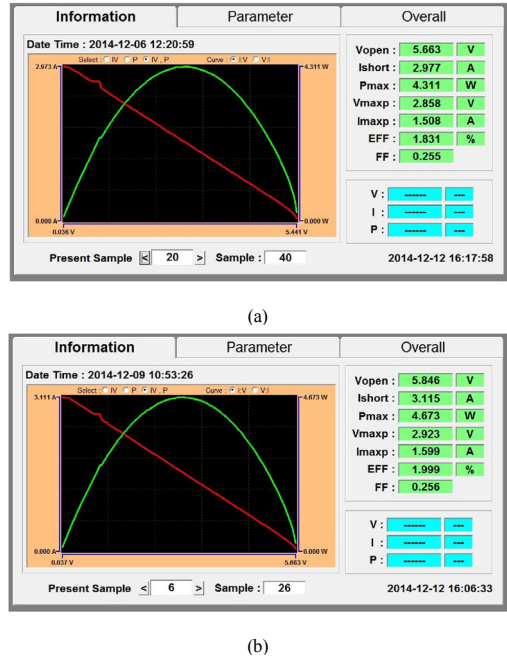 Information Parameter Overall
Date Time : 2014-12-06 12:20:59
Select : IV P IV , P Curve : I:V V:I
2.973 A 4.311 W
0.000 A 0.000 W
0.036 V 5.441 V
Present Sample < 20 > Sample : 40
Vopen : 5.663 V
Ishort : 2.977 A
Pmax : 4.311 W
Vmaxp : 2.858 V
Imaxp : 1.508 A
EFF : 1.831 %
FF : 0.255
V : ------ ---
I : ------ ---
P : ------ ---
2014-12-12 16:17:58
(a)
Information Parameter Overall
Date Time : 2014-12-09 10:53:26
Select : IV P IV , P Curve : I:V V:I
3.111 A 4.673 W
0.000 A 0.000 W
0.037 V 5.663 V
Present Sample < 6 > Sample : 26
Vopen : 5.846 V
Ishort : 3.115 A
Pmax : 4.673 W
Vmaxp : 2.923 V
Imaxp : 1.599 A
EFF : 1.999 %
FF : 0.256
V : ------ ---
I : ------ ---
P : ------ ---
2014-12-12 16:06:33
(b)